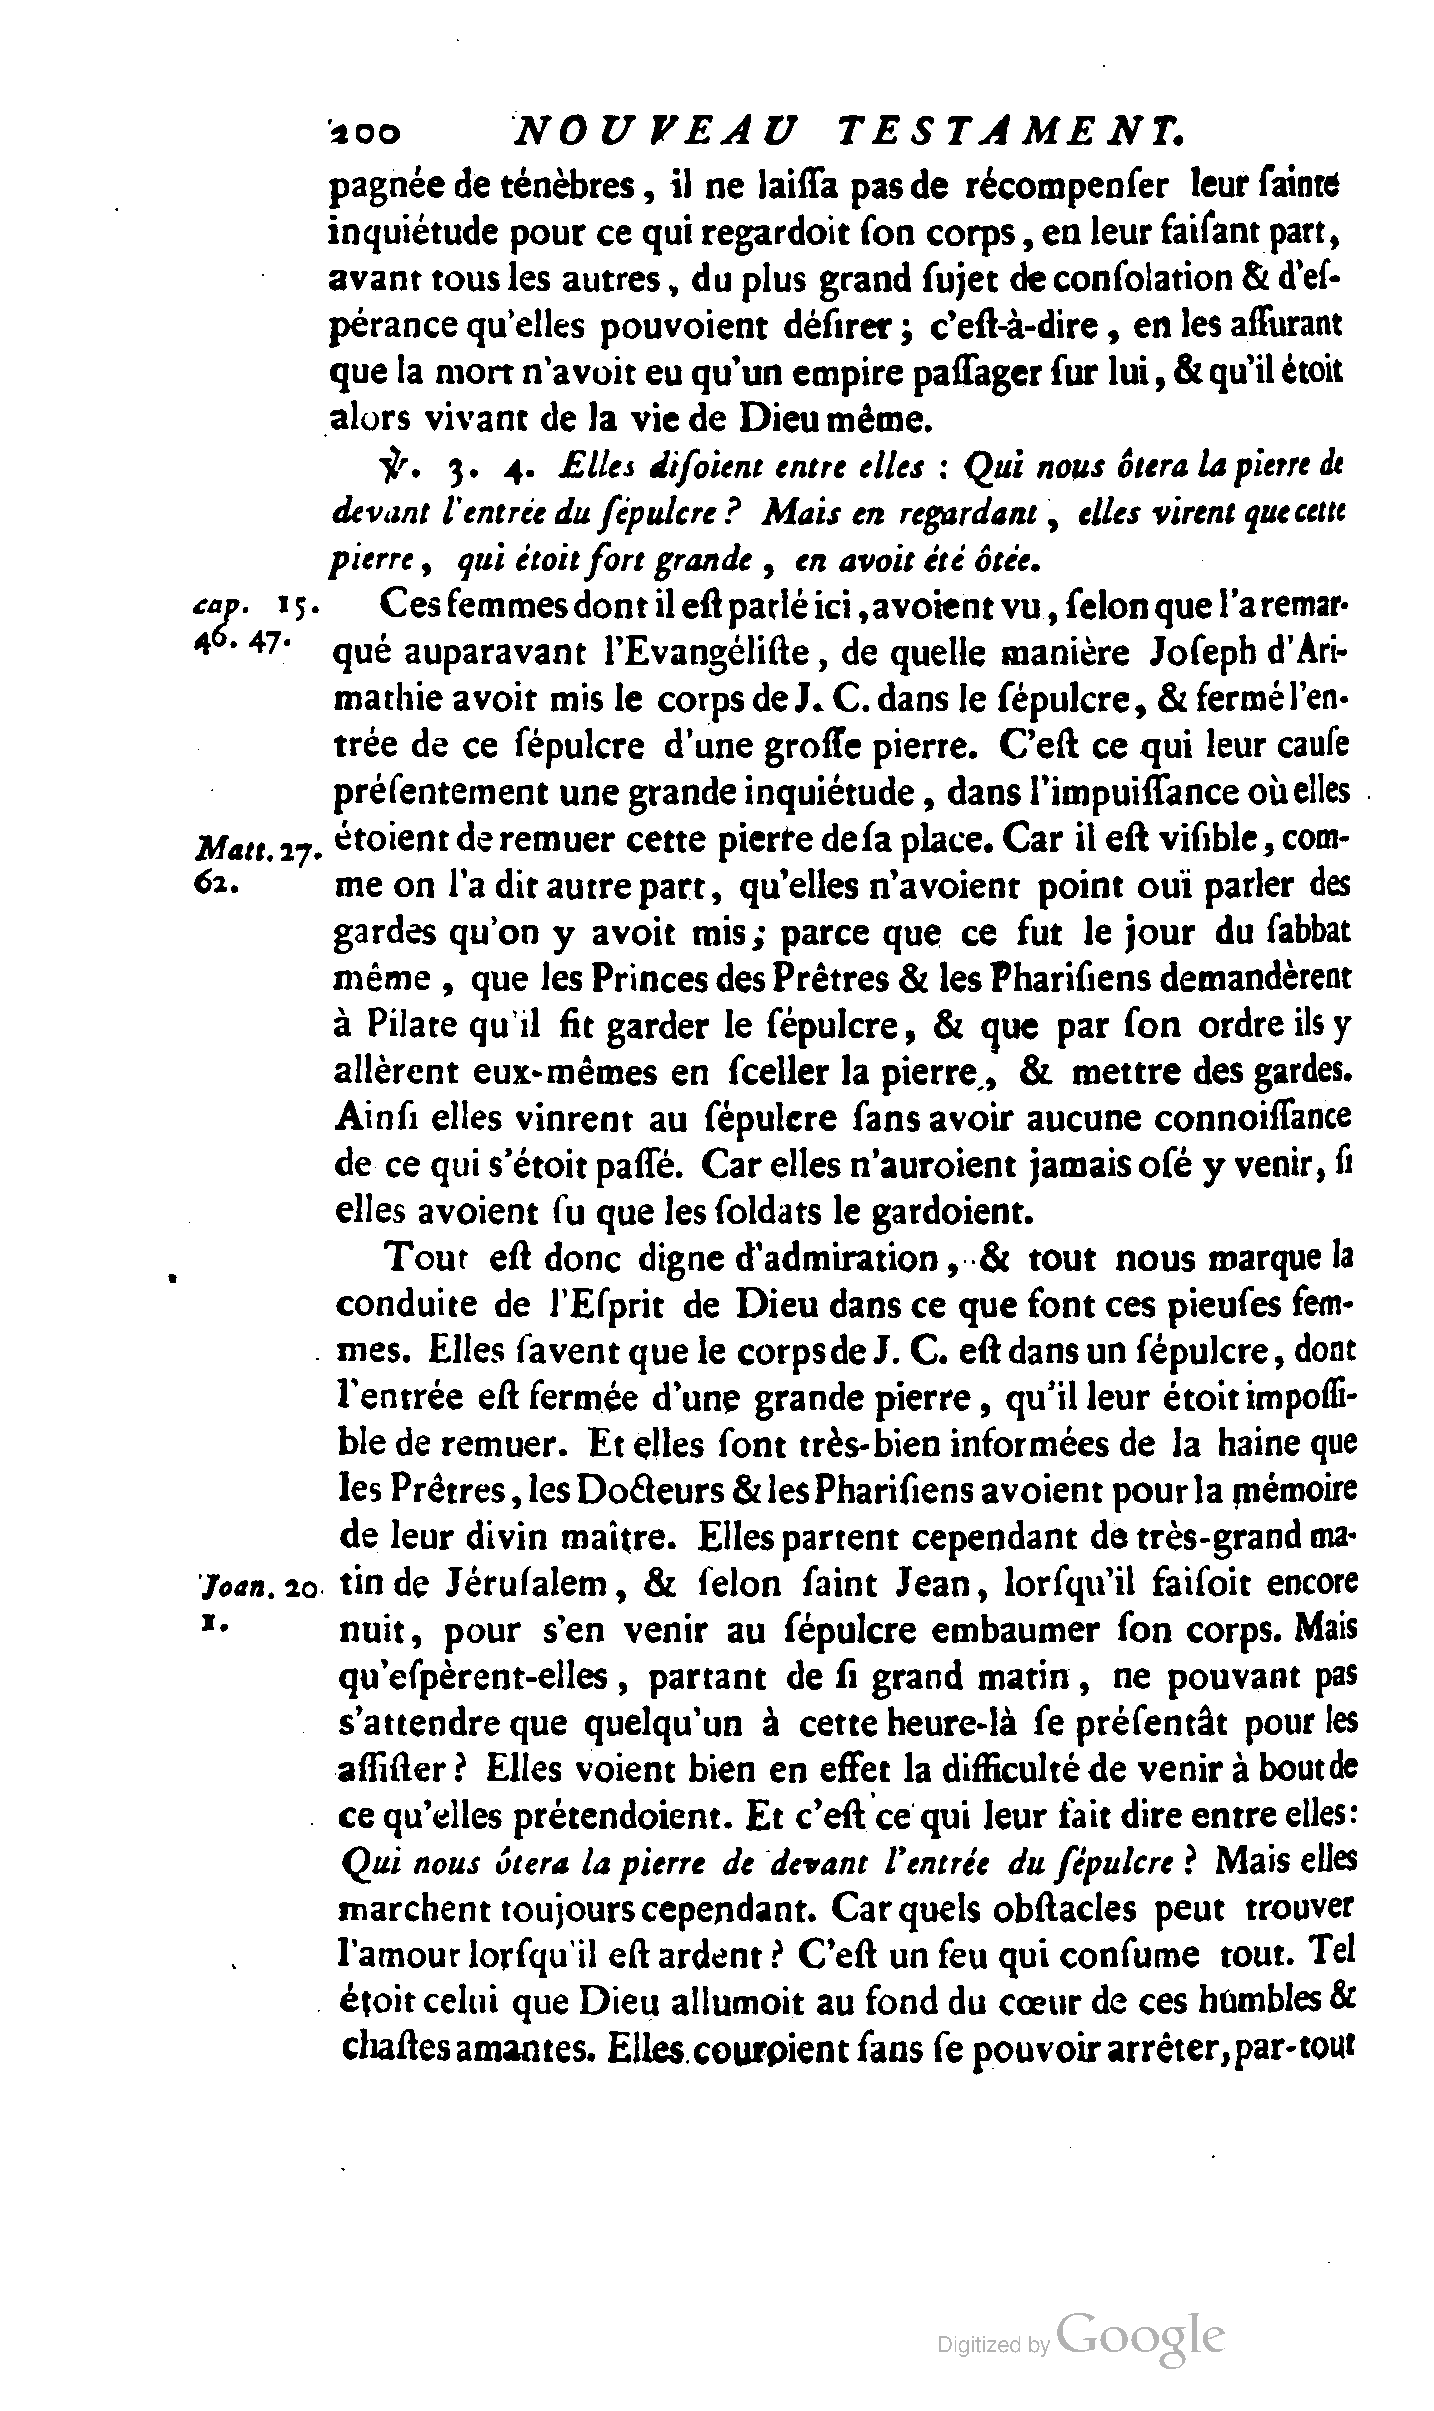 200 NOUVEAU TESTAMENT.
pagnée de ténèbres, il ne laiſſa pas de récompenſer leur ſainte
inquiétude pour ce qui regardoit ſon corps, en leur faiſant part,
avant tous les autres, du plus grand ſujet de conſolation & d'eſ-
pérance qu'elles pouvoient déſirer; c'eſt-à-dire, en les aſſurant
que la mort n'avoit eu qu'un empire paſſager ſur lui, & qu'il étoit
alors vivant de la vie de Dieu même.
℣. 3. 4. Elles diſoient entre elles : Qui nous ôtera la pierre de
devant l'entrée du ſépulcre? Mais en regardant, elles virent que cette
pierre, qui étoit fort grande, en avoit été ôtée.
cap. 15. Ces femmes dont il eſt parlé ici, avoient vu, ſelon que l'a remar-
46. 47. qué auparavant l'Evangéliſte, de quelle manière Joſeph d'Ari-
mathie avoit mis le corps de J. C. dans le ſépulcre, & fermé l'en-
trée de ce ſépulcre d'une groſſe pierre. C'eſt ce qui leur cauſe
préſentement une grande inquiétude, dans l'impuiſſance où elles
Matt. 27. étoient de remuer cette pierre de ſa place. Car il eſt viſible, com-
62. me on l'a dit autre part, qu'elles n'avoient point ouï parler des
gardes qu'on y avoit mis; parce que ce fut le jour du ſabbat
même, que les Princes des Prêtres & les Phariſiens demandèrent
à Pilate qu'il fit garder le ſépulcre, & que par ſon ordre ils y
allèrent eux-mêmes en ſceller la pierre, & mettre des gardes.
Ainſi elles vinrent au ſépulcre ſans avoir aucune connoiſſance
de ce qui s'étoit paſſé. Car elles n'auroient jamais oſé y venir, ſi
elles avoient ſu que les ſoldats le gardoient.
Tout eſt donc digne d'admiration, & tout nous marque la
conduite de l'Eſprit de Dieu dans ce que font ces pieuſes fem-
mes. Elles ſavent que le corps de J. C. eſt dans un ſépulcre, dont
l'entrée eſt fermée d'une grande pierre, qu'il leur étoit impoſſi-
ble de remuer. Et elles ſont très-bien informées de la haine que
les Prêtres, les Docteurs & les Phariſiens avoient pour la mémoire
de leur divin maître. Elles partent cependant de très-grand ma-
Joan. 20. tin de Jéruſalem, & ſelon ſaint Jean, lorſqu'il faiſoit encore
1. nuit, pour s'en venir au ſépulcre embaumer ſon corps. Mais
qu'eſpèrent-elles, partant de ſi grand matin, ne pouvant pas
s'attendre que quelqu'un à cette heure-là ſe préſentât pour les
aſſiſter? Elles voient bien en effet la difficulté de venir à bout de
ce qu'elles prétendoient. Et c'eſt ce qui leur fait dire entre elles:
Qui nous ôtera la pierre de devant l'entrée du ſépulcre? Mais elles
marchent toujours cependant. Car quels obſtacles peut trouver
l'amour lorſqu'il eſt ardent? C'eſt un feu qui conſume tout. Tel
étoit celui que Dieu allumoit au fond du cœur de ces humbles &
chaſtes amantes. Elles couroient ſans ſe pouvoir arrêter, par-tout
Digitized by Google